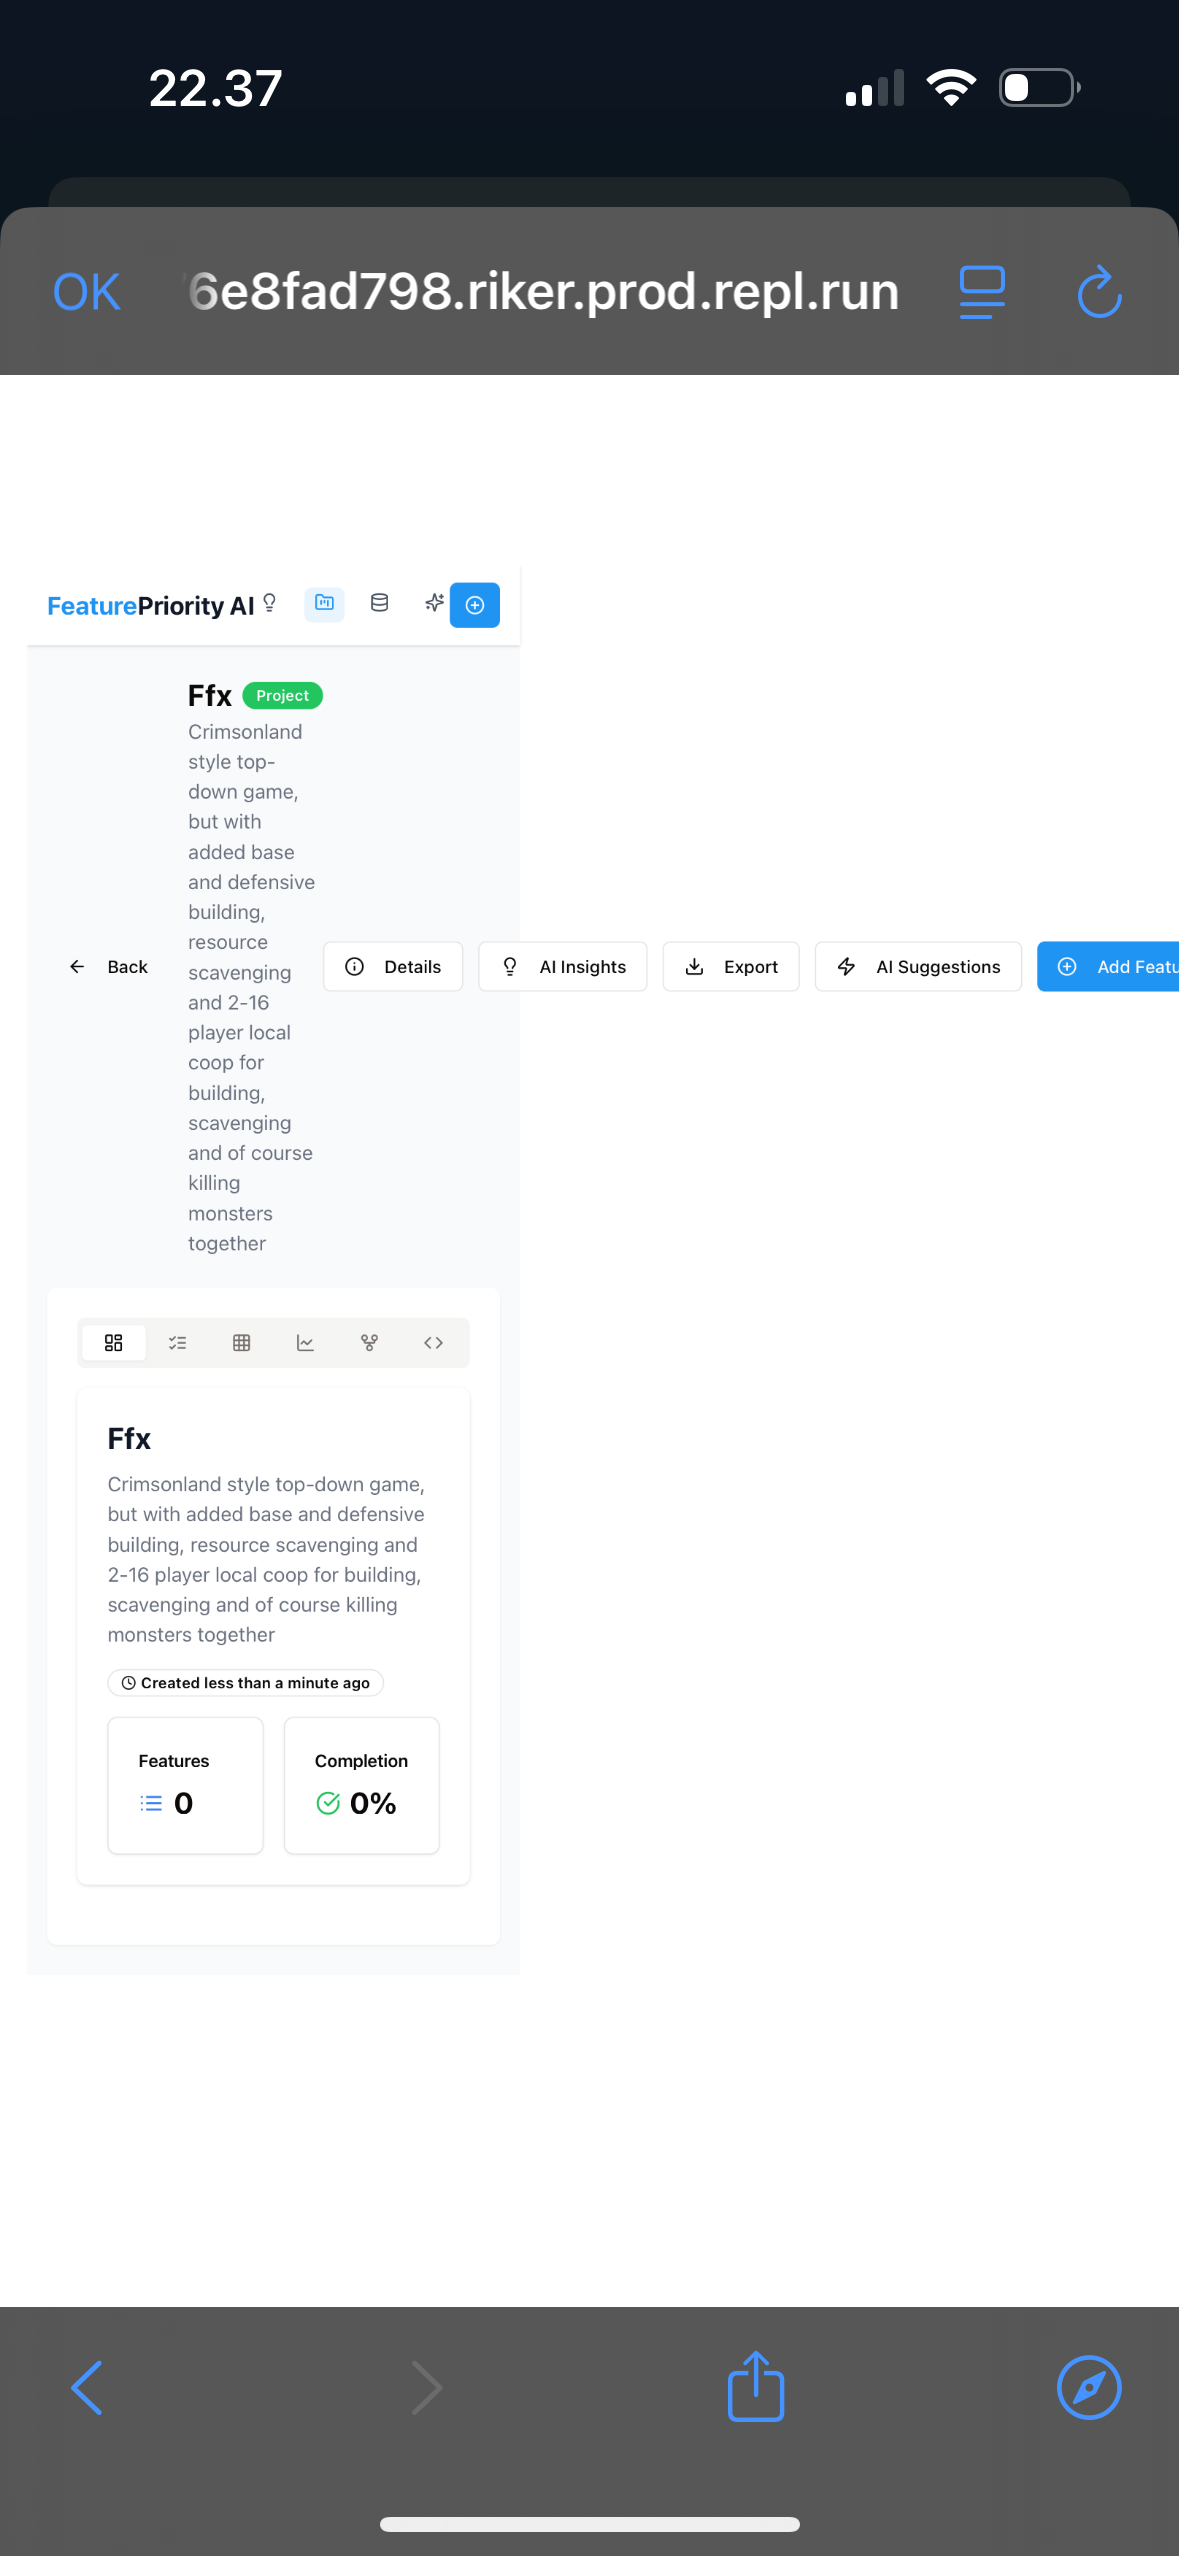 22.37
OK
6e8fad798.riker.prod.repl.run
FeaturePriority AI
Ffx
Project
Crimsonland
style top-
down game,
but with
added base
and defensive
building,
resource
scavenging
and 2-16
player local
coop for
building,
scavenging
and of course
killing
monsters
together
Back
Details
AI Insights
Export
AI Suggestions
Add Featu
Ffx
Crimsonland style top-down game,
but with added base and defensive
building, resource scavenging and
2-16 player local coop for building,
scavenging and of course killing
monsters together
Created less than a minute ago
Features
0
Completion
0%